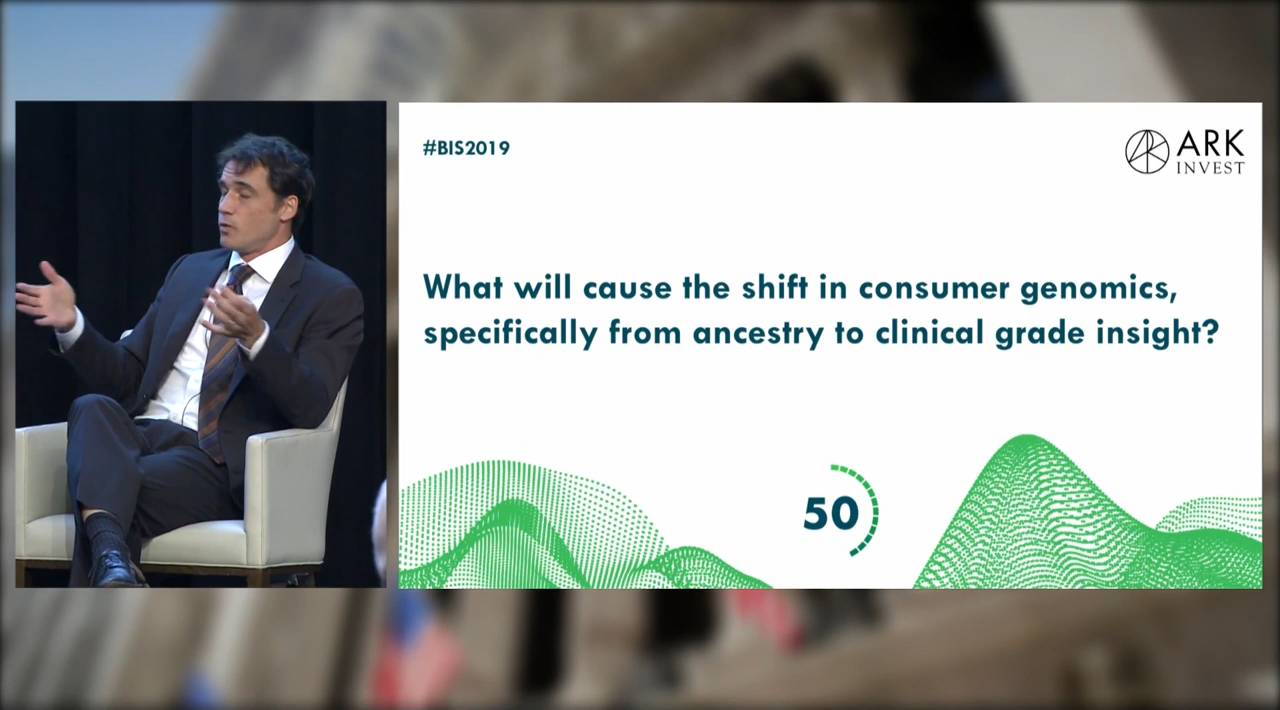 #BIS2019
ARK
INVEST
What will cause the shift in consumer genomics,
specifically from ancestry to clinical grade insight?
50